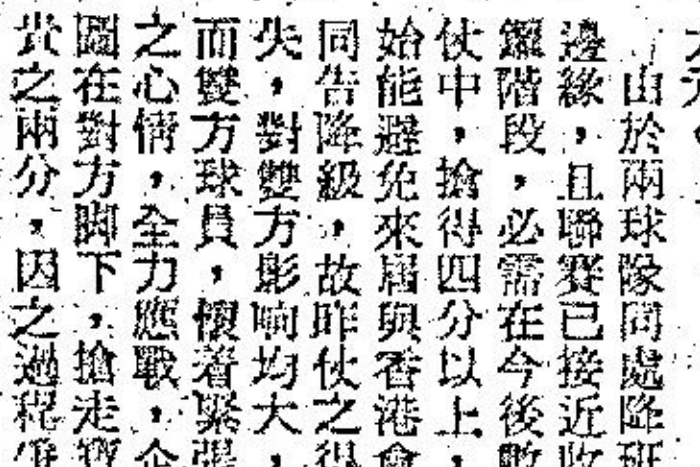 由於兩球隊同處降班
邊緣，且聯賽已接近收
鑼階段，必需在今後數
仗中，搶得四分以上，
始能避免來屆與香港會
同告降級，故昨仗之得
失，對雙方影响均大，
而雙方球員，懷着緊張
之心情，全力應戰，企
圖在對方脚下，搶走寶
貴之兩分，因之過程爭